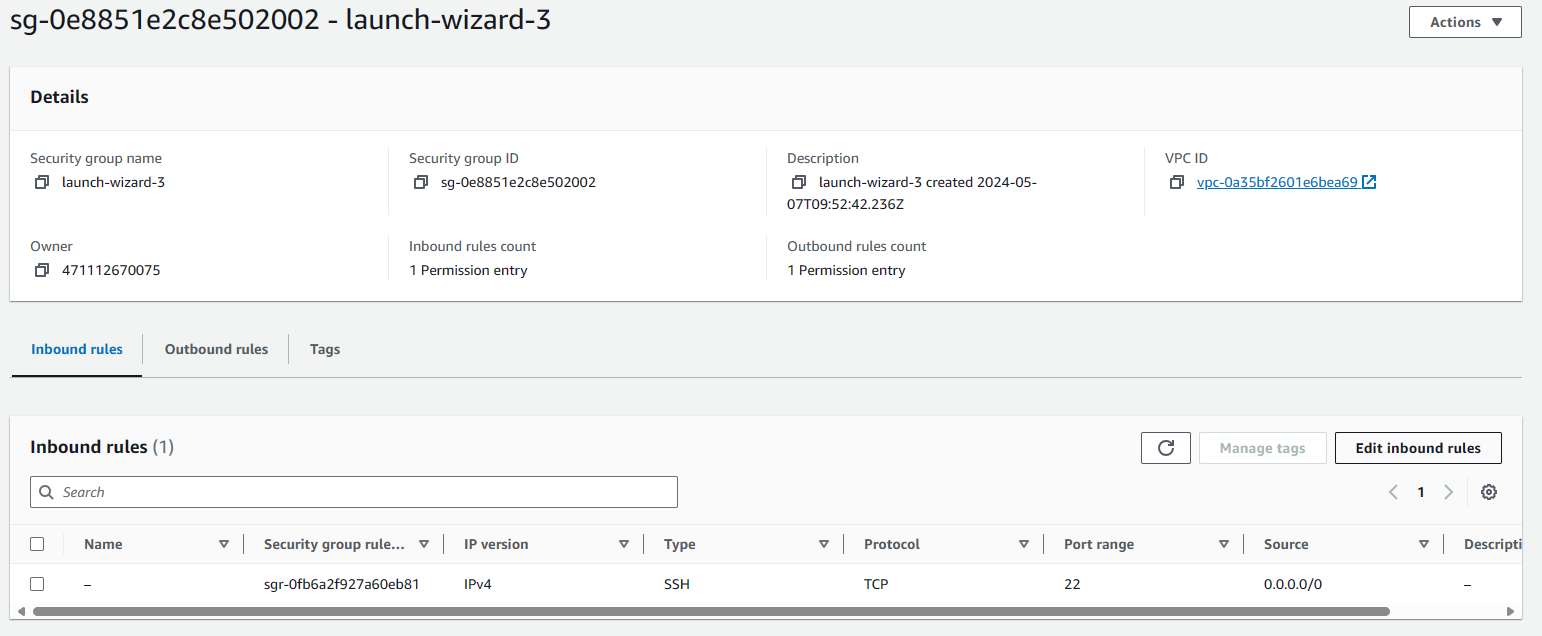 sg-0e8851e2c8e502002 - launch-wizard-3
Actions
Details
Security group name
launch-wizard-3
Security group ID
sg-0e8851e2c8e502002
Description
launch-wizard-3 created 2024-05-
07T09:52:42.236Z
VPC ID
vpc-0a35bf2601e6bea69
Owner
471112670075
Inbound rules count
1 Permission entry
Outbound rules count
1 Permission entry
Inbound rules Outbound rules Tags
Inbound rules (1)
Manage tags
Edit inbound rules
Search
1
Name Security group rule... IP version Type Protocol Port range Source Descripti
– sgr-0fb6a2f927a60eb81 IPv4 SSH TCP 22 0.0.0.0/0 –